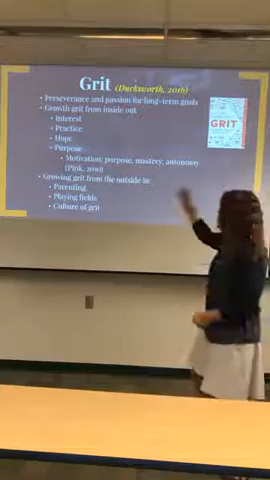 Grit (Duckworth, 2016)
Perseverance and passion for long-term goals
Growth grit from inside out
Interest
Practice
Hope
Purpose
Motivation: purpose, mastery, autonomy
(Pink, 2011)
Growing grit from the outside in
Parenting
Playing fields
Culture of grit
GRIT